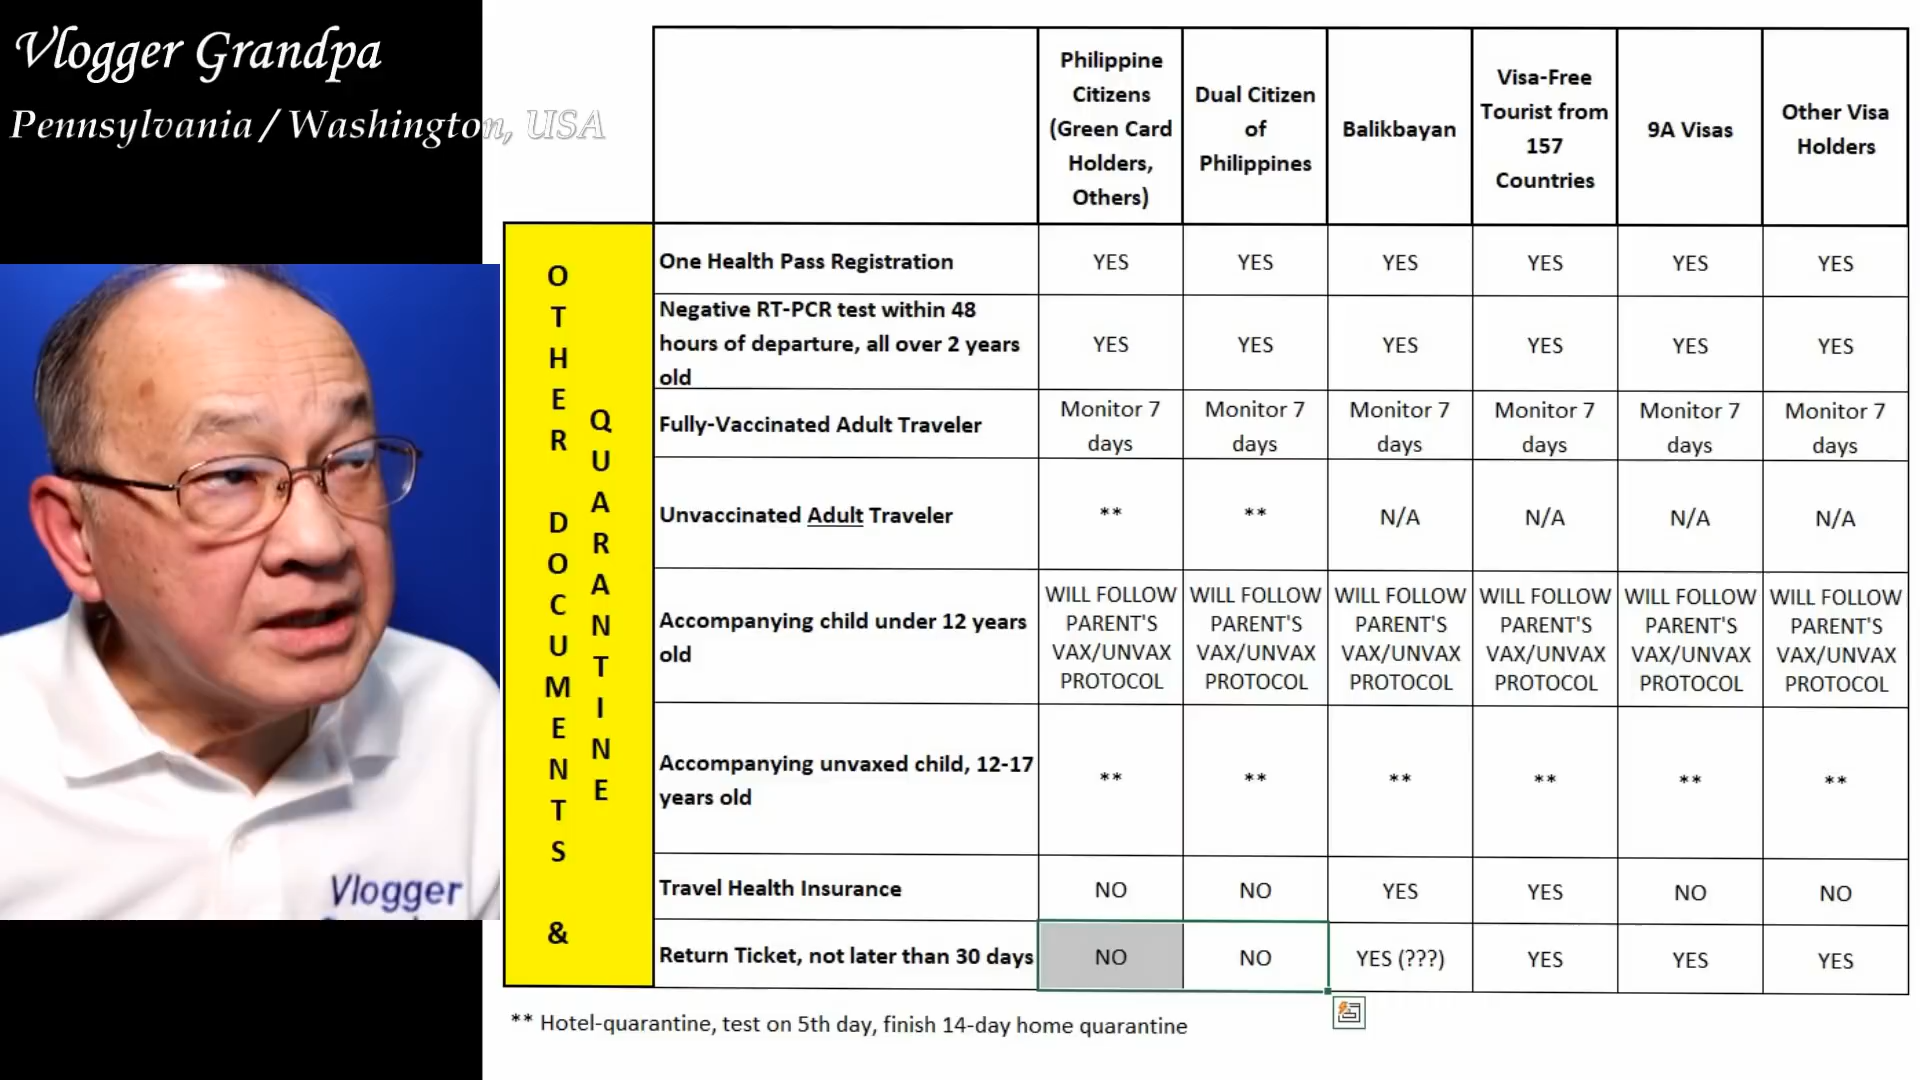 Vlogger Grandpa
Pennsylvania / Washington, USA
Philippine
Citizens
(Green Card
Holders,
Others)
Dual Citizen
of
Philippines
Balikbayan
Visa-Free
Tourist from
157
Countries
9A Visas
Other Visa
Holders
OTHER DOCUMENTS &
QUARANTINE
One Health Pass Registration
YES
YES
YES
YES
YES
YES
Negative RT-PCR test within 48
hours of departure, all over 2 years
old
YES
YES
YES
YES
YES
YES
Fully-Vaccinated Adult Traveler
Monitor 7
days
Monitor 7
days
Monitor 7
days
Monitor 7
days
Monitor 7
days
Monitor 7
days
Unvaccinated Adult Traveler
**
**
N/A
N/A
N/A
N/A
Accompanying child under 12 years
old
WILL FOLLOW
PARENT'S
VAX/UNVAX
PROTOCOL
WILL FOLLOW
PARENT'S
VAX/UNVAX
PROTOCOL
WILL FOLLOW
PARENT'S
VAX/UNVAX
PROTOCOL
WILL FOLLOW
PARENT'S
VAX/UNVAX
PROTOCOL
WILL FOLLOW
PARENT'S
VAX/UNVAX
PROTOCOL
WILL FOLLOW
PARENT'S
VAX/UNVAX
PROTOCOL
Accompanying unvaxed child, 12-17
years old
**
**
**
**
**
**
Travel Health Insurance
NO
NO
YES
YES
NO
NO
Return Ticket, not later than 30 days
NO
NO
YES (???)
YES
YES
YES
** Hotel-quarantine, test on 5th day, finish 14-day home quarantine
Vlogger